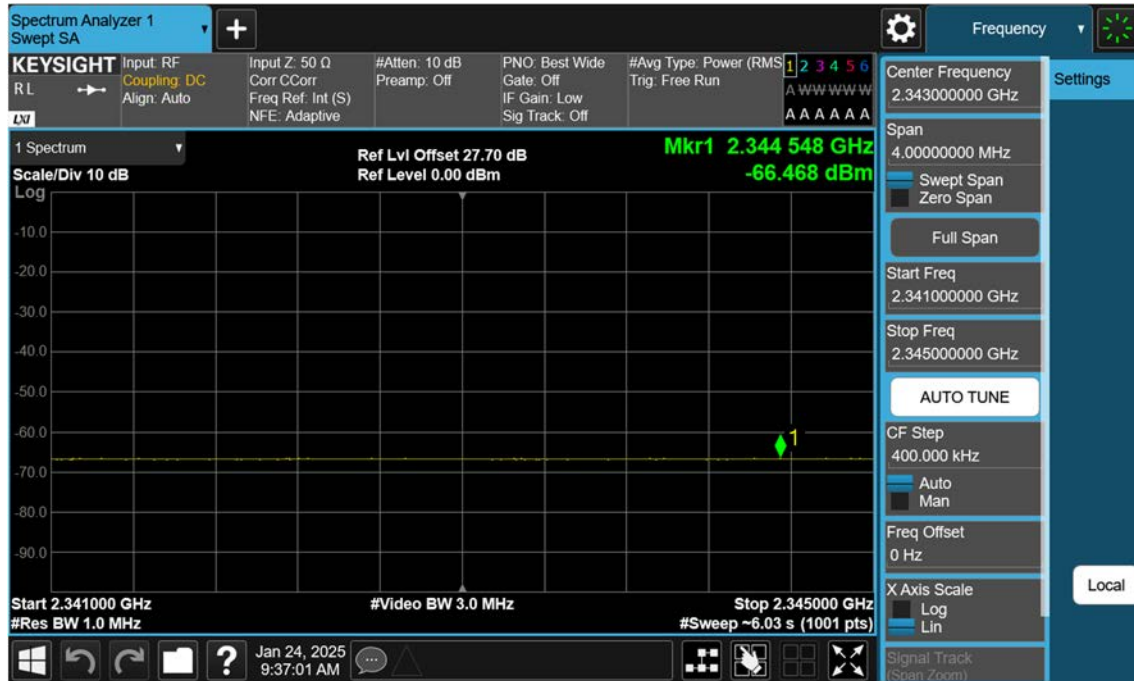 Spectrum Analyzer 1
Swept SA
Frequency
KEYSIGHT
RL
LXI
Input: RF
Coupling: DC
Align: Auto
Input Z: 50 Ω
Corr CCorr
Freq Ref: Int (S)
NFE: Adaptive
#Atten: 10 dB
Preamp: Off
PNO: Best Wide
Gate: Off
IF Gain: Low
Sig Track: Off
#Avg Type: Power (RMS
Trig: Free Run
1 2 3 4 5 6
A W W W W W
A A A A A A
1 Spectrum
Scale/Div 10 dB
Log
Ref Lvl Offset 27.70 dB
Ref Level 0.00 dBm
Mkr1 2.344 548 GHz
-66.468 dBm
-10.0
-20.0
-30.0
-40.0
-50.0
-60.0
-70.0
-80.0
-90.0
1
Start 2.341000 GHz
#Res BW 1.0 MHz
#Video BW 3.0 MHz
Stop 2.345000 GHz
#Sweep ~6.03 s (1001 pts)
Center Frequency
2.343000000 GHz
Span
4.00000000 MHz
Swept Span
Zero Span
Full Span
Start Freq
2.341000000 GHz
Stop Freq
2.345000000 GHz
AUTO TUNE
CF Step
400.000 kHz
Auto
Man
Freq Offset
0 Hz
X Axis Scale
Log
Lin
Signal Track
(Span Zoom)
Settings
Local
?
Jan 24, 2025
9:37:01 AM